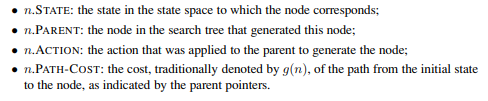 • n.STATE: the state in the state space to which the node corresponds;
• n.PARENT: the node in the search tree that generated this node;
• n.ACTION: the action that was applied to the parent to generate the node;
• n.PATH-COST: the cost, traditionally denoted by g(n), of the path from the initial state
to the node, as indicated by the parent pointers.